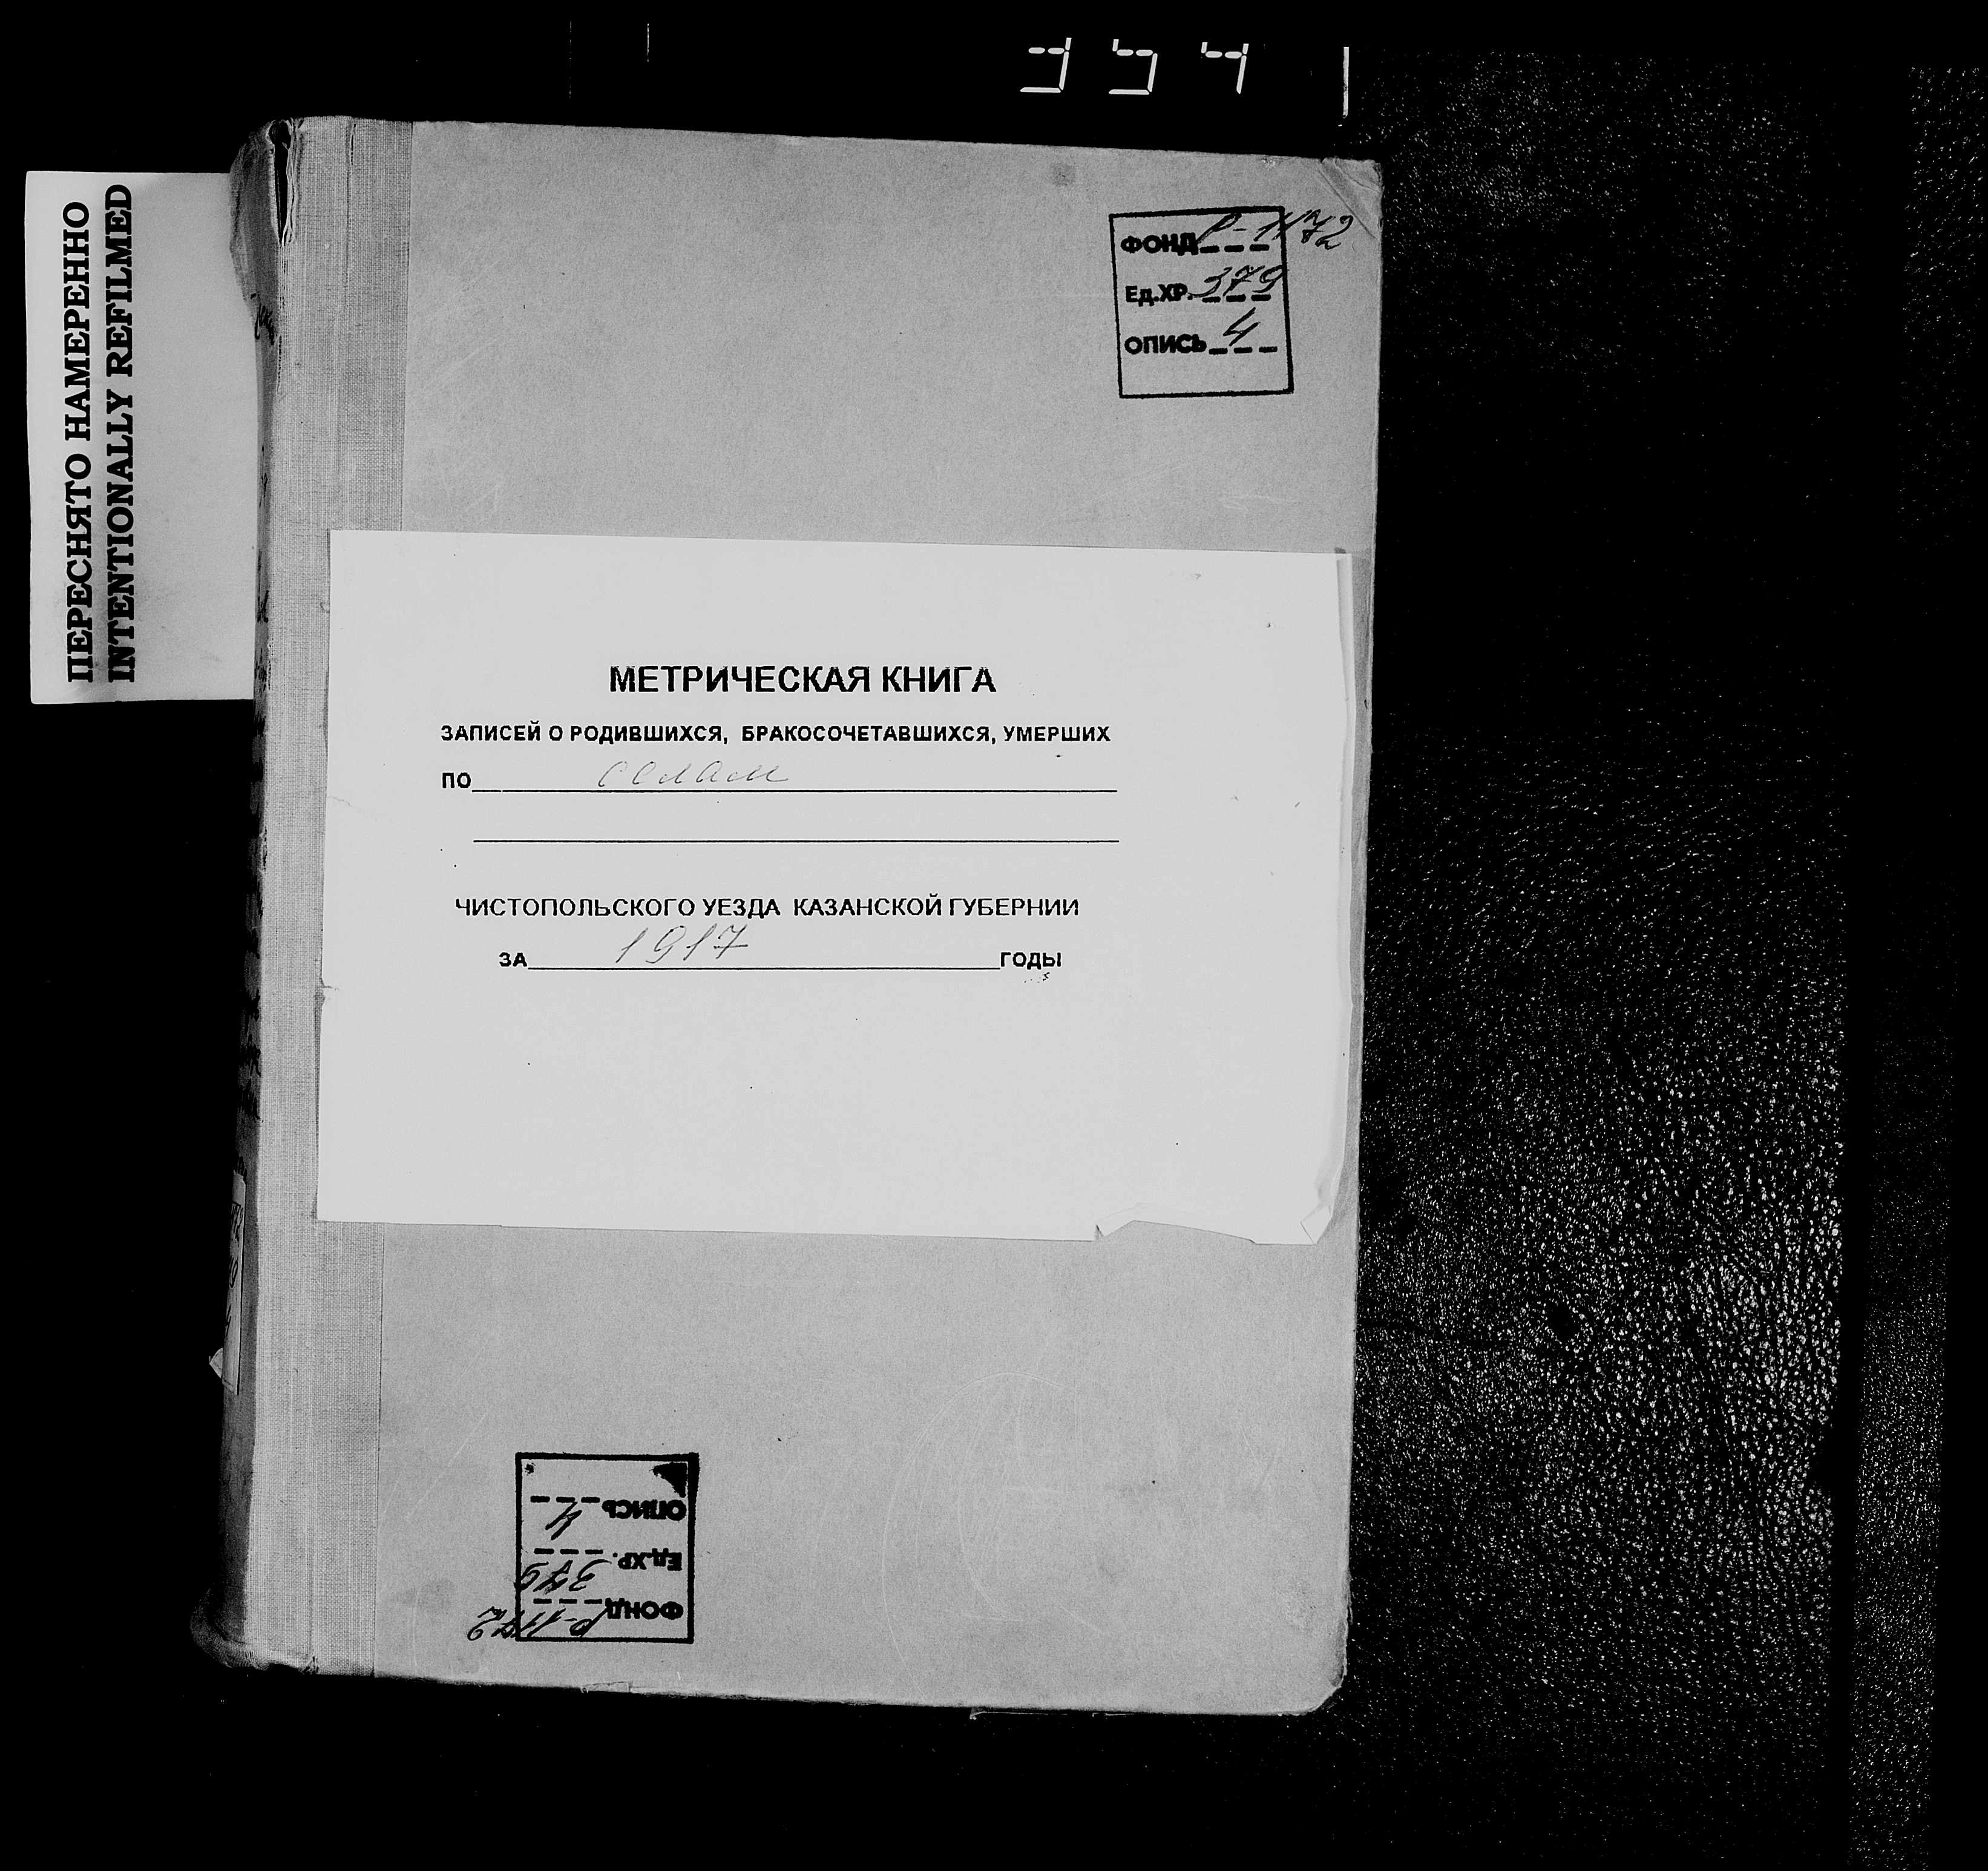 ПЕРЕСНЯТО НАМЕРЕННО
INTENTIONALLY REFILMED
ФОНД Р-1172
Ед.ХР. 379
ОПИСЬ 4
МЕТРИЧЕСКАЯ КНИГА
ЗАПИСЕЙ О РОДИВШИХСЯ, БРАКОСОЧЕТАВШИХСЯ, УМЕРШИХ
ПО селам
ЧИСТОПОЛЬСКОГО УЕЗДА КАЗАНСКОЙ ГУБЕРНИИ
ЗА 1917 ГОДЫ
ФОНД Р-1172
Ед.ХР. 379
ОПИСЬ 4